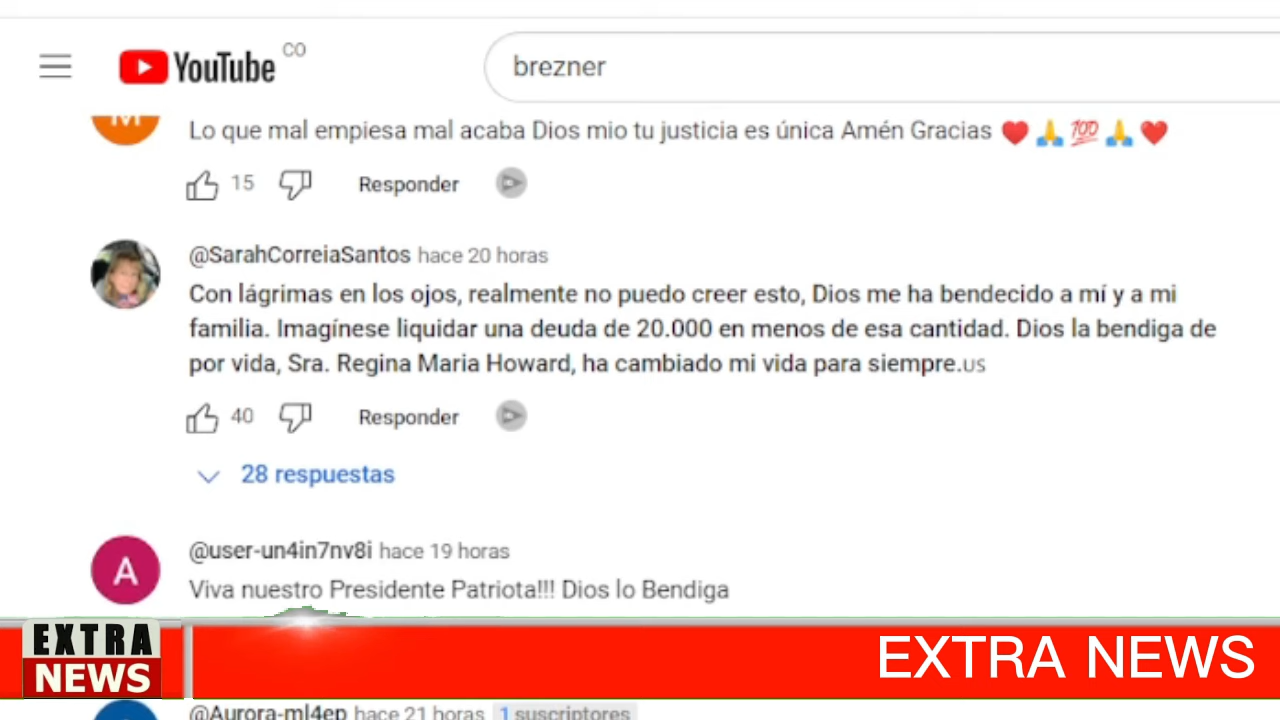 YouTube CO
brezner
M
Lo que mal empiesa mal acaba Dios mio tu justicia es única Amén Gracias ❤️ 🙏 💯 🙏 ❤️
15 Responder
@SarahCorreiaSantos hace 20 horas
Con lágrimas en los ojos, realmente no puedo creer esto, Dios me ha bendecido a mí y a mi
familia. Imagínese liquidar una deuda de 20.000 en menos de esa cantidad. Dios la bendiga de
por vida, Sra. Regina Maria Howard, ha cambiado mi vida para siempre.US
40 Responder
28 respuestas
A
@user-un4in7nv8i hace 19 horas
Viva nuestro Presidente Patriota!!! Dios lo Bendiga
EXTRA
NEWS
EXTRA NEWS
@Aurora-ml4ep hace 21 horas 1 suscriptores